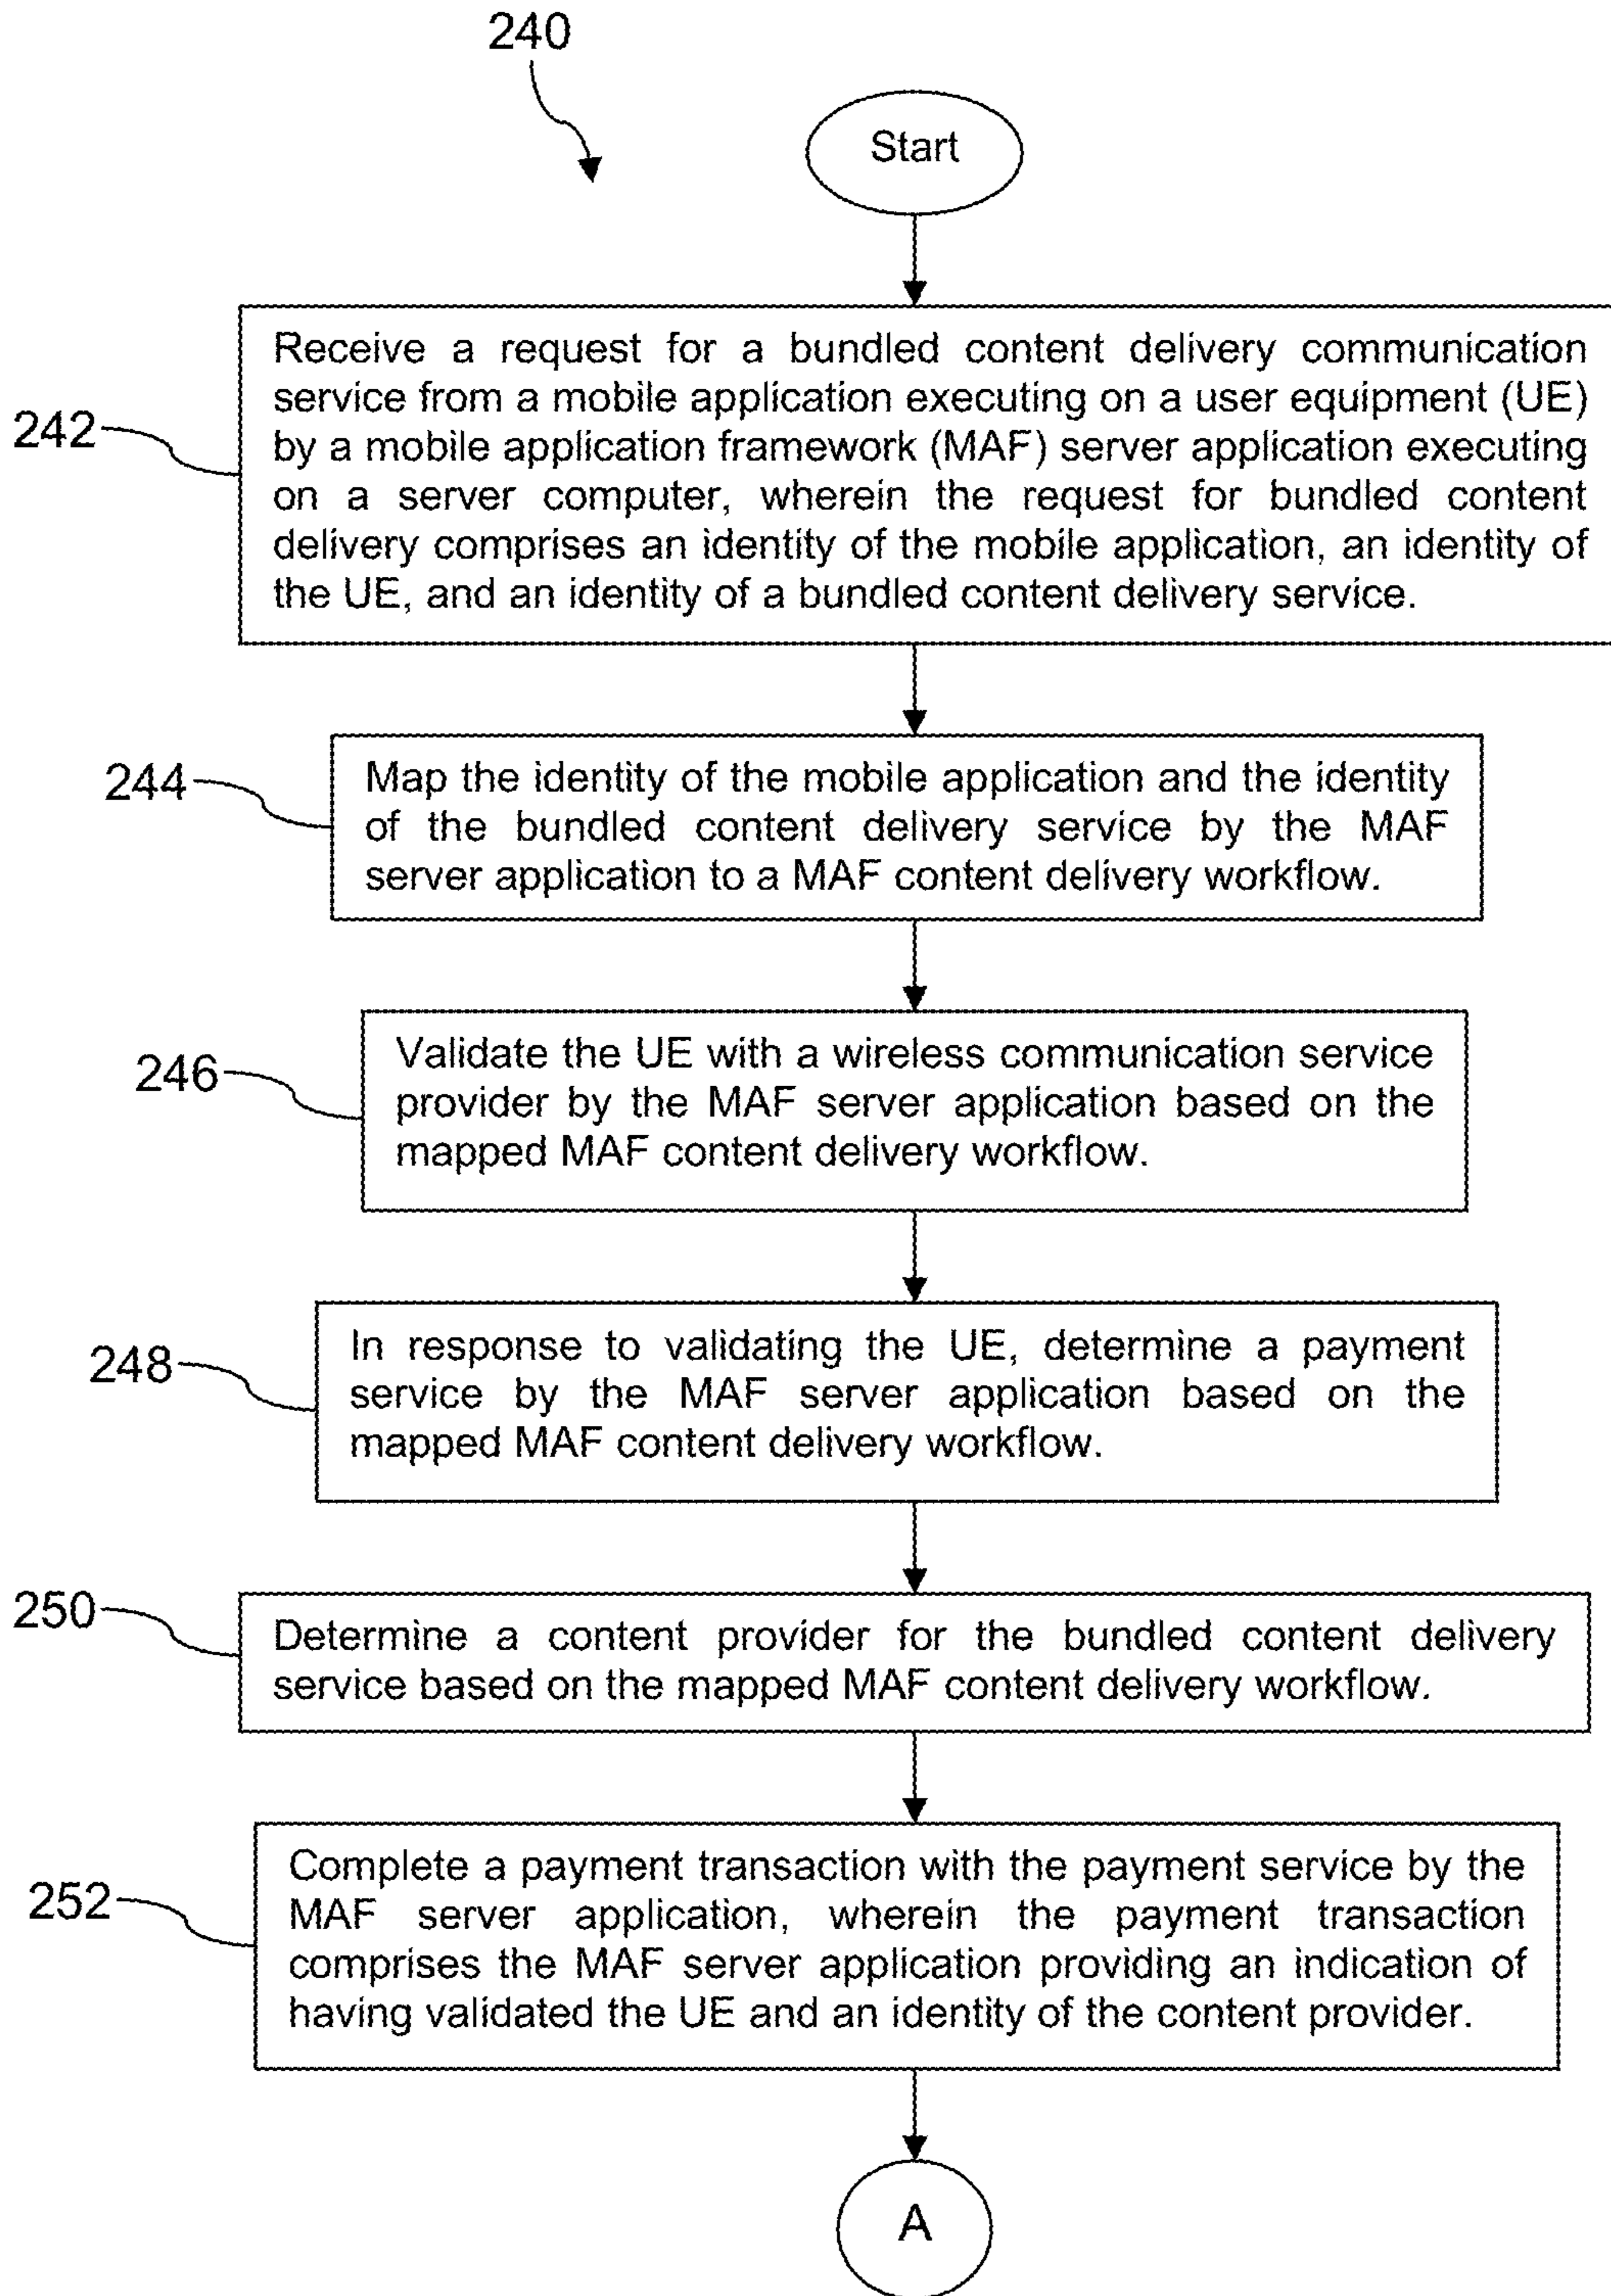 240
Start
242
Receive a request for a bundled content delivery communication
service from a mobile application executing on a user equipment (UE)
by a mobile application framework (MAF) server application executing
on a server computer, wherein the request for bundled content
delivery comprises an identity of the mobile application, an identity of
the UE, and an identity of a bundled content delivery service.
244
Map the identity of the mobile application and the identity
of the bundled content delivery service by the MAF
server application to a MAF content delivery workflow.
246
Validate the UE with a wireless communication service
provider by the MAF server application based on the
mapped MAF content delivery workflow.
248
In response to validating the UE, determine a payment
service by the MAF server application based on the
mapped MAF content delivery workflow.
250
Determine a content provider for the bundled content delivery
service based on the mapped MAF content delivery workflow.
252
Complete a payment transaction with the payment service by the
MAF server application, wherein the payment transaction
comprises the MAF server application providing an indication of
having validated the UE and an identity of the content provider.
A